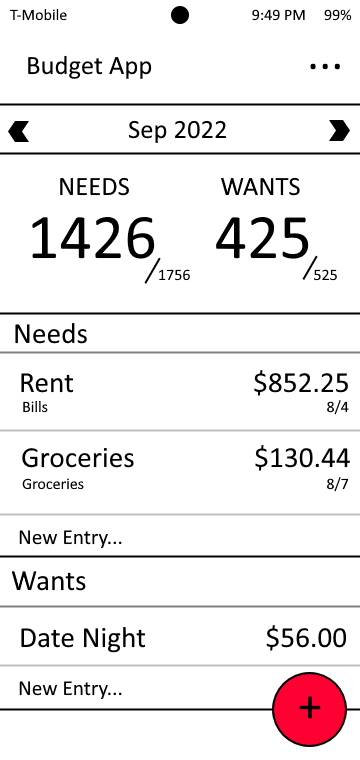 T-Mobile 9:49 PM 99%
Budget App ...
Sep 2022
NEEDS WANTS
1426/1756 425/525
Needs
Rent $852.25
Bills 8/4
Groceries $130.44
Groceries 8/7
New Entry...
Wants
Date Night $56.00
New Entry...
+